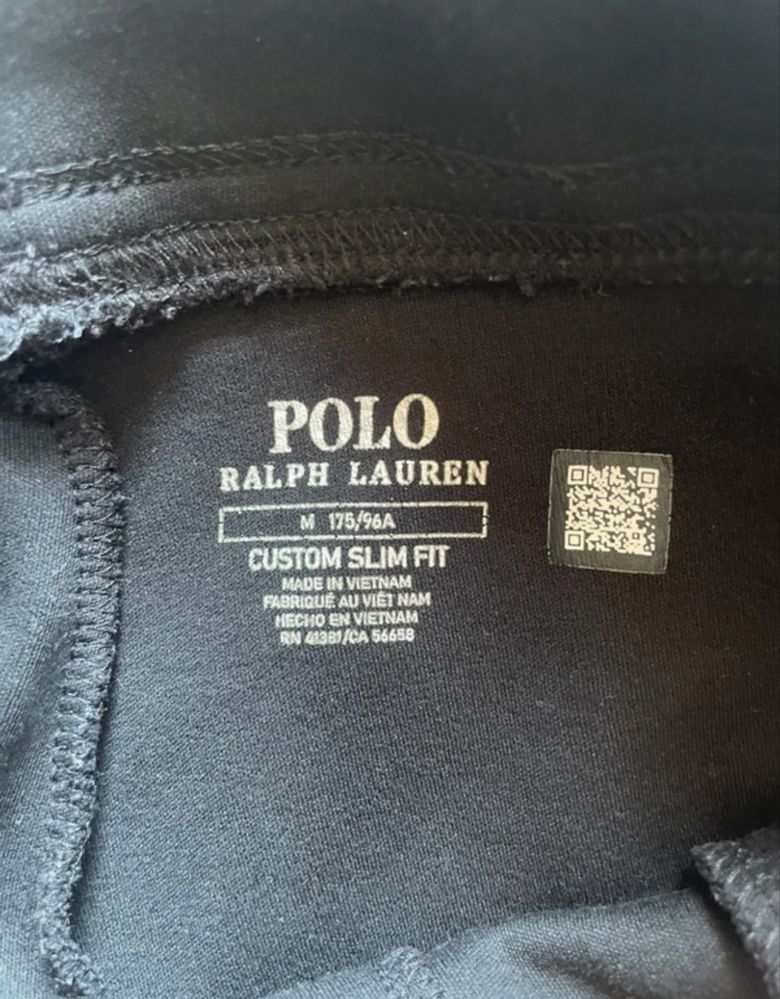 POLO
RALPH LAUREN
M 175/96A
CUSTOM SLIM FIT
MADE IN VIETNAM
FABRIQUÉ AU VIÊT NAM
HECHO EN VIETNAM
RN 41381/CA 56658